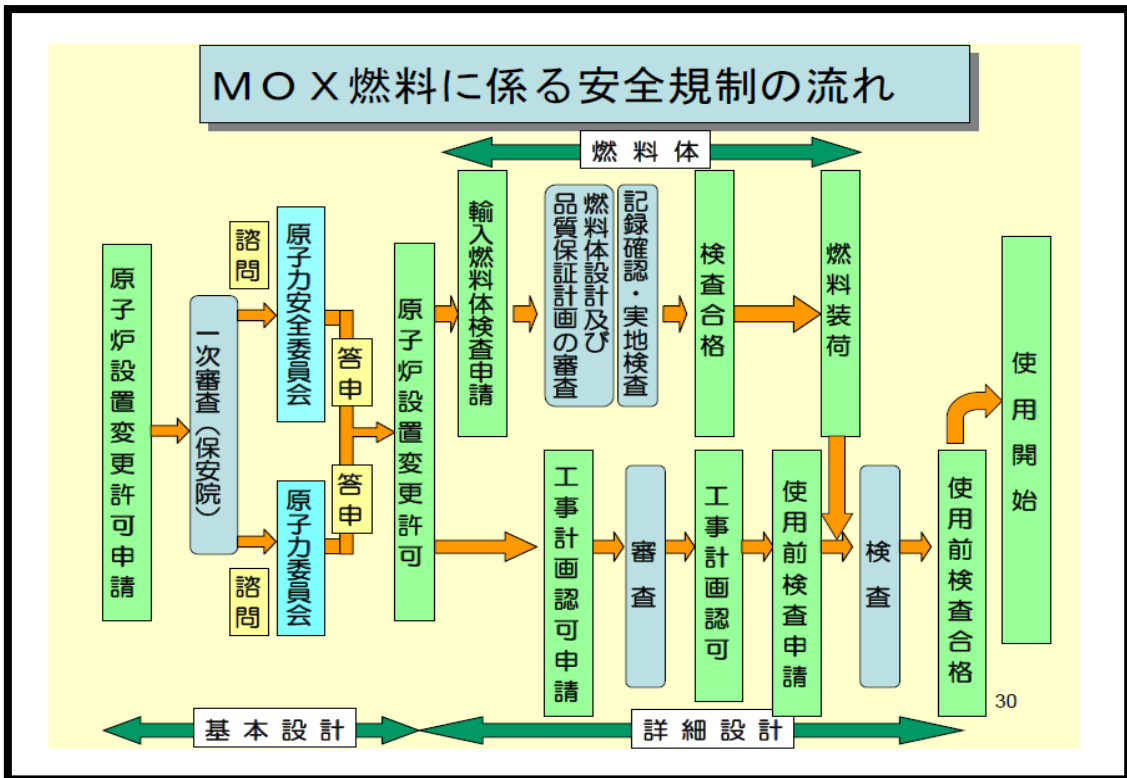 ＭＯＸ燃料に係る安全規制の流れ
燃料体
原子炉設置変更許可申請
一次審査（保安院）
諮問
原子力安全委員会
答申
諮問
原子力委員会
答申
原子炉設置変更許可
輸入燃料体検査申請
燃料体設計及び
品質保証計画の審査
記録確認・実地検査
検査合格
燃料装荷
工事計画認可申請
審査
工事計画認可
使用前検査申請
検査
使用前検査合格
使用開始
基本設計
詳細設計
30